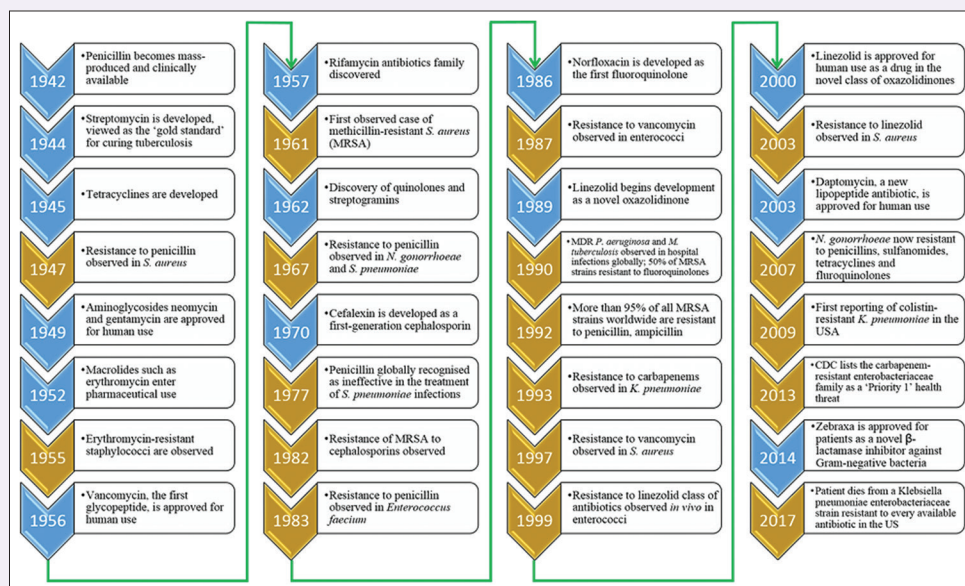 1942
•Penicillin becomes mass-
produced and clinically
available
1944
•Streptomycin is developed,
viewed as the 'gold standard'
for curing tuberculosis
1945
•Tetracyclines are developed
1947
•Resistance to penicillin
observed in S. aureus
1949
•Aminoglycosides neomycin
and gentamycin are approved
for human use
1952
•Macrolides such as
erythromycin enter
pharmaceutical use
1955
•Erythromycin-resistant
staphylococci are observed
1956
•Vancomycin, the first
glycopeptide, is approved for
human use
1957
•Rifamycin antibiotics family
discovered
1961
•First observed case of
methicillin-resistant S. aureus
(MRSA)
1962
•Discovery of quinolones and
streptogramins
1967
•Resistance to penicillin
observed in N. gonorrhoeae
and S. pneumoniae
1970
•Cefalexin is developed as a
first-generation cephalosporin
1977
•Penicillin globally recognised
as ineffective in the treatment
of S. pneumoniae infections
1982
•Resistance of MRSA to
cephalosporins observed
1983
•Resistance to penicillin
observed in Enterococcus
faecium
1986
•Norfloxacin is developed as
the first fluoroquinolone
1987
•Resistance to vancomycin
observed in enterococci
1989
•Linezolid begins development
as a novel oxazolidinone
1990
•MDR P. aeruginosa and M.
tuberculosis observed in hospital
infections globally; 50% of MRSA
strains resistant to fluoroquinolones
1992
•More than 95% of all MRSA
strains worldwide are resistant
to penicillin, ampicillin
1993
•Resistance to carbapenems
observed in K. pneumoniae
1997
•Resistance to vancomycin
observed in S. aureus
1999
•Resistance to linezolid class of
antibiotics observed in vivo in
enterococci
2000
•Linezolid is approved for
human use as a drug in the
novel class of oxazolidinones
2003
•Resistance to linezolid
observed in S. aureus
2003
•Daptomycin, a new
lipopeptide antibiotic, is
approved for human use
2007
•N. gonorrhoeae now resistant
to penicillins, sulfanomides,
tetracyclines and
fluroquinolones
2009
•First reporting of colistin-
resistant K. pneumoniae in the
USA
2013
•CDC lists the carbapenem-
resistant enterobacteriaceae
family as a 'Priority 1' health
threat
2014
•Zebraxa is approved for
patients as a novel β-
lactamase inhibitor against
Gram-negative bacteria
2017
•Patient dies from a Klebsiella
pneumoniae enterobacteriaceae
strain resistant to every available
antibiotic in the US